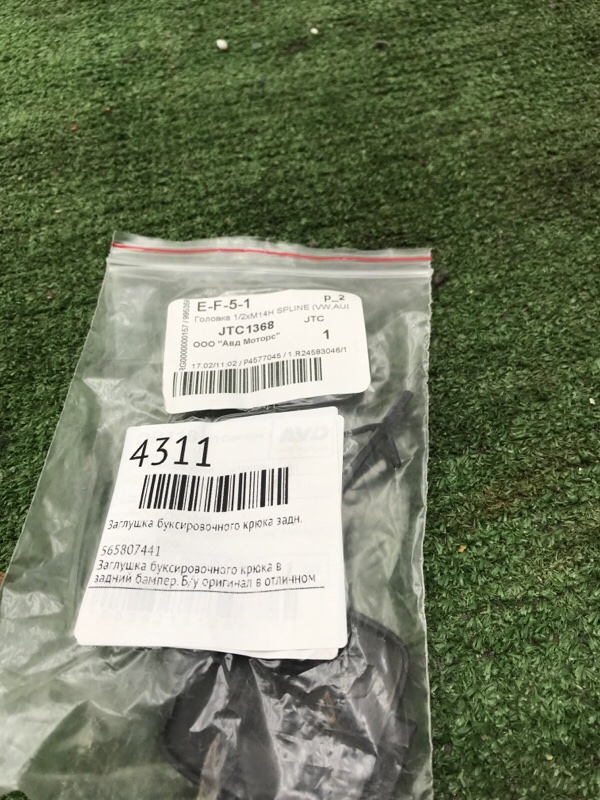 E-F-5-1
p_2
Головка 1/2xM14H SPLINE (VW,AU)
JTC1368
JTC
ООО "Авд Моторс"
1
17.02/11:02 / P4577045 / 1.R24583046/1
4311
Заглушка буксировочного крюка задн.
565807441
Заглушка буксировочного крюка в
задний бампер.Б/у оригинал в отличном